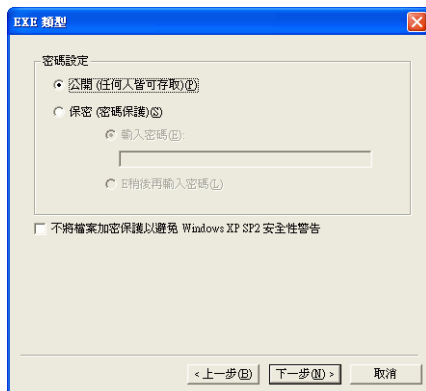 EXE 類型
密碼設定
公開 (任何人皆可存取)(P)
保密 (密碼保護)(S)
輸入密碼(E):
E稍後再輸入密碼(L)
不將檔案加密保護以避免 Windows XP SP2 安全性警告
<上一步(B) 下一步(N)> 取消